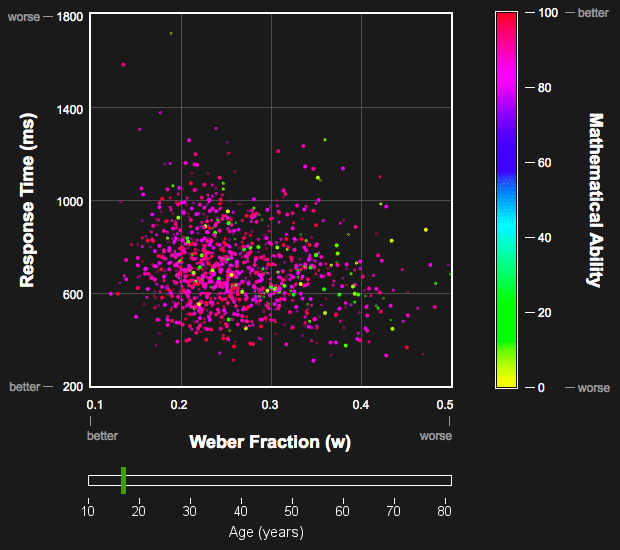 worse
1800
1400
1000
600
better
200
Response Time (ms)
0.1
0.2
0.3
0.4
0.5
better
worse
Weber Fraction (w)
10
20
30
40
50
60
70
80
Age (years)
100
better
80
60
40
20
0
worse
Mathematical Ability